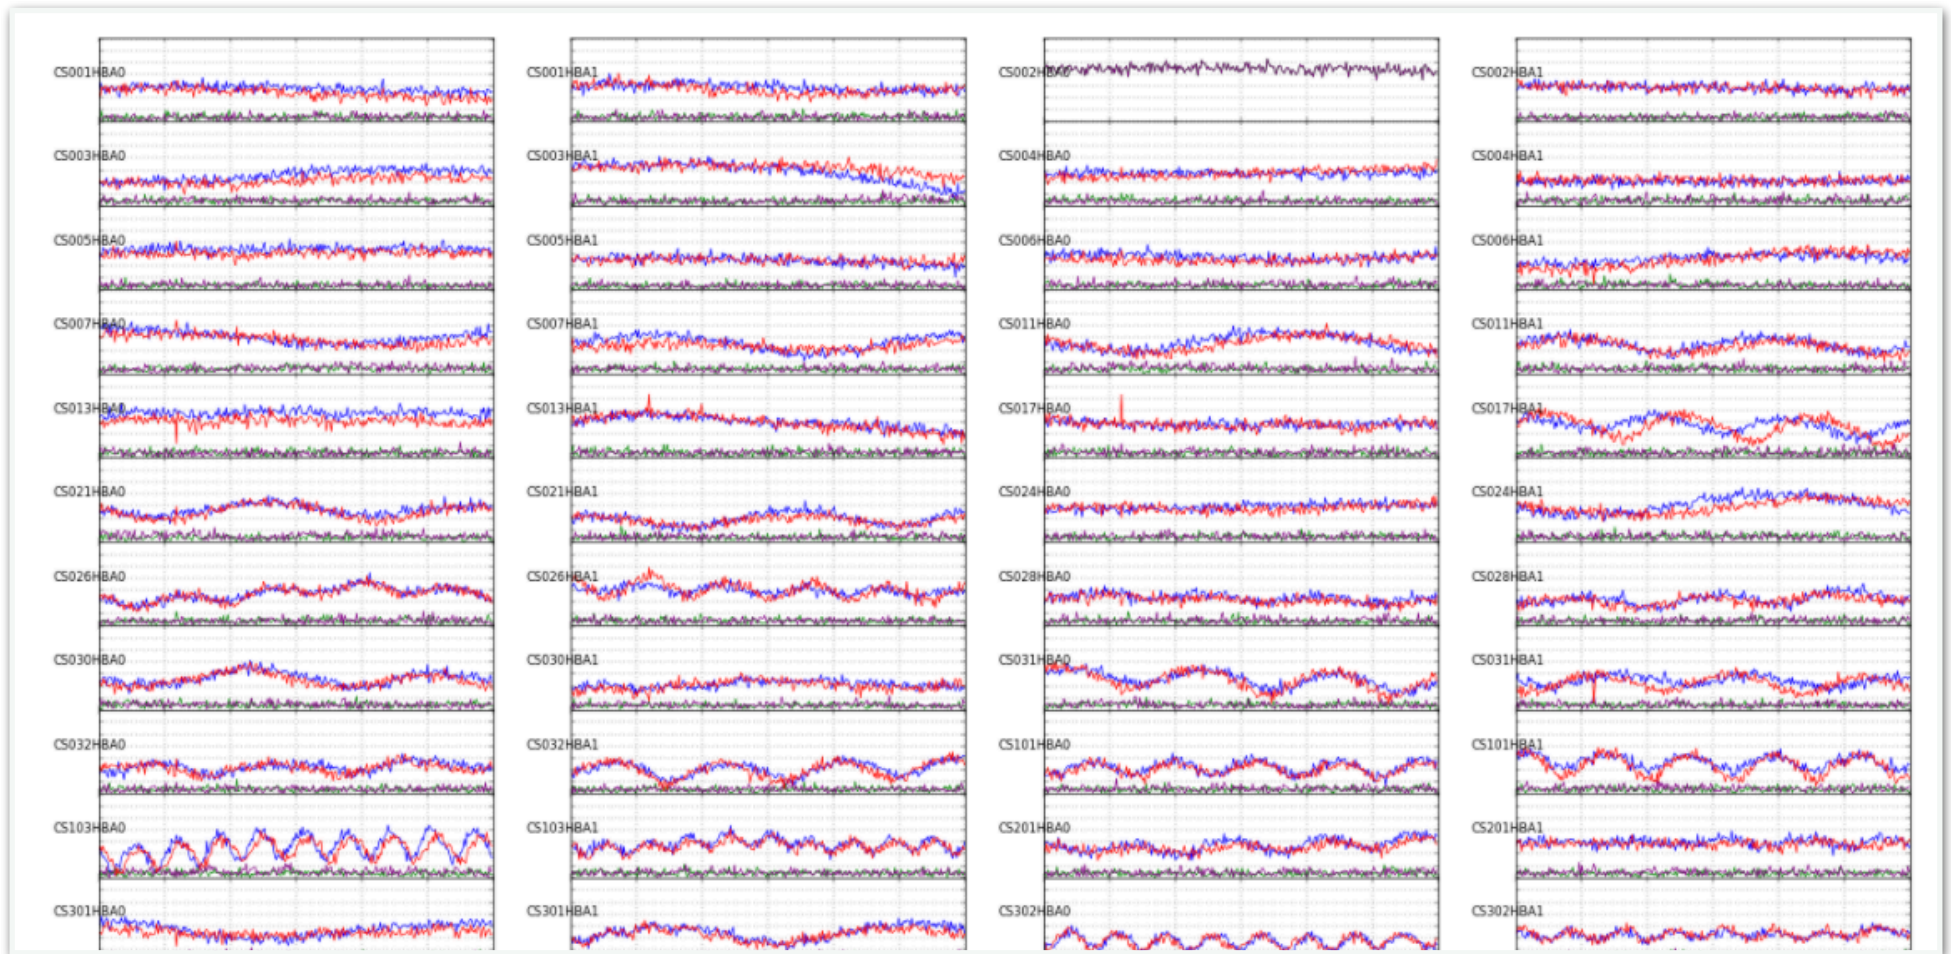 CS001HBA0 CS001HBA1 CS002HBA0 CS002HBA1
CS003HBA0 CS003HBA1 CS004HBA0 CS004HBA1
CS005HBA0 CS005HBA1 CS006HBA0 CS006HBA1
CS007HBA0 CS007HBA1 CS011HBA0 CS011HBA1
CS013HBA0 CS013HBA1 CS017HBA0 CS017HBA1
CS021HBA0 CS021HBA1 CS024HBA0 CS024HBA1
CS026HBA0 CS026HBA1 CS028HBA0 CS028HBA1
CS030HBA0 CS030HBA1 CS031HBA0 CS031HBA1
CS032HBA0 CS032HBA1 CS101HBA0 CS101HBA1
CS103HBA0 CS103HBA1 CS201HBA0 CS201HBA1
CS301HBA0 CS301HBA1 CS302HBA0 CS302HBA1